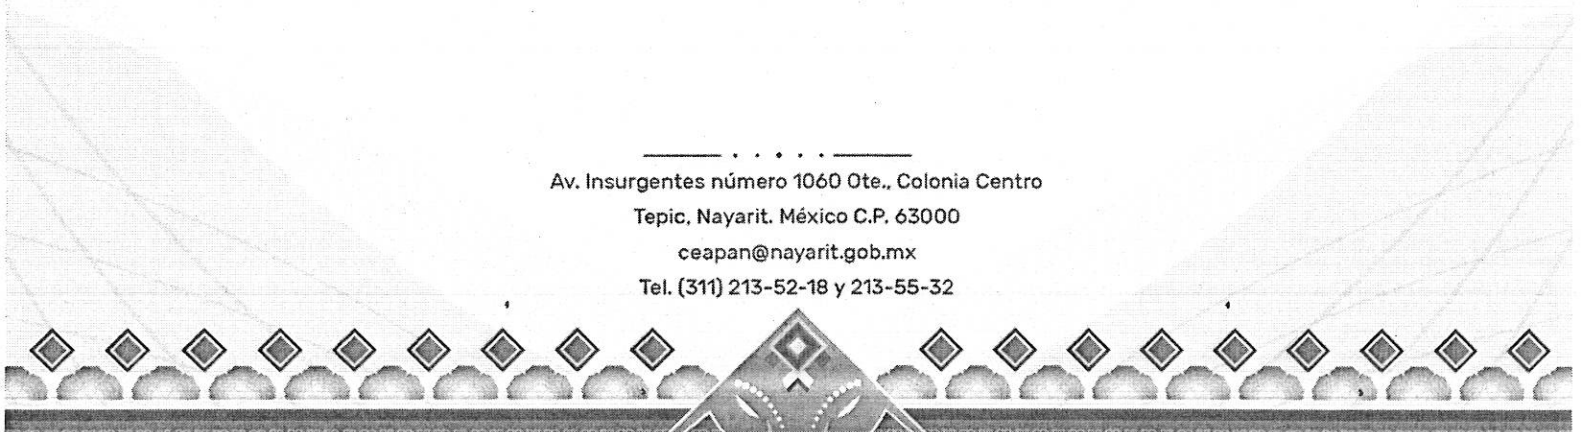 Av. Insurgentes número 1060 Ote., Colonia Centro
Tepic, Nayarit. México C.P. 63000
ceapan@nayarit.gob.mx
Tel. (311) 213-52-18 y 213-55-32